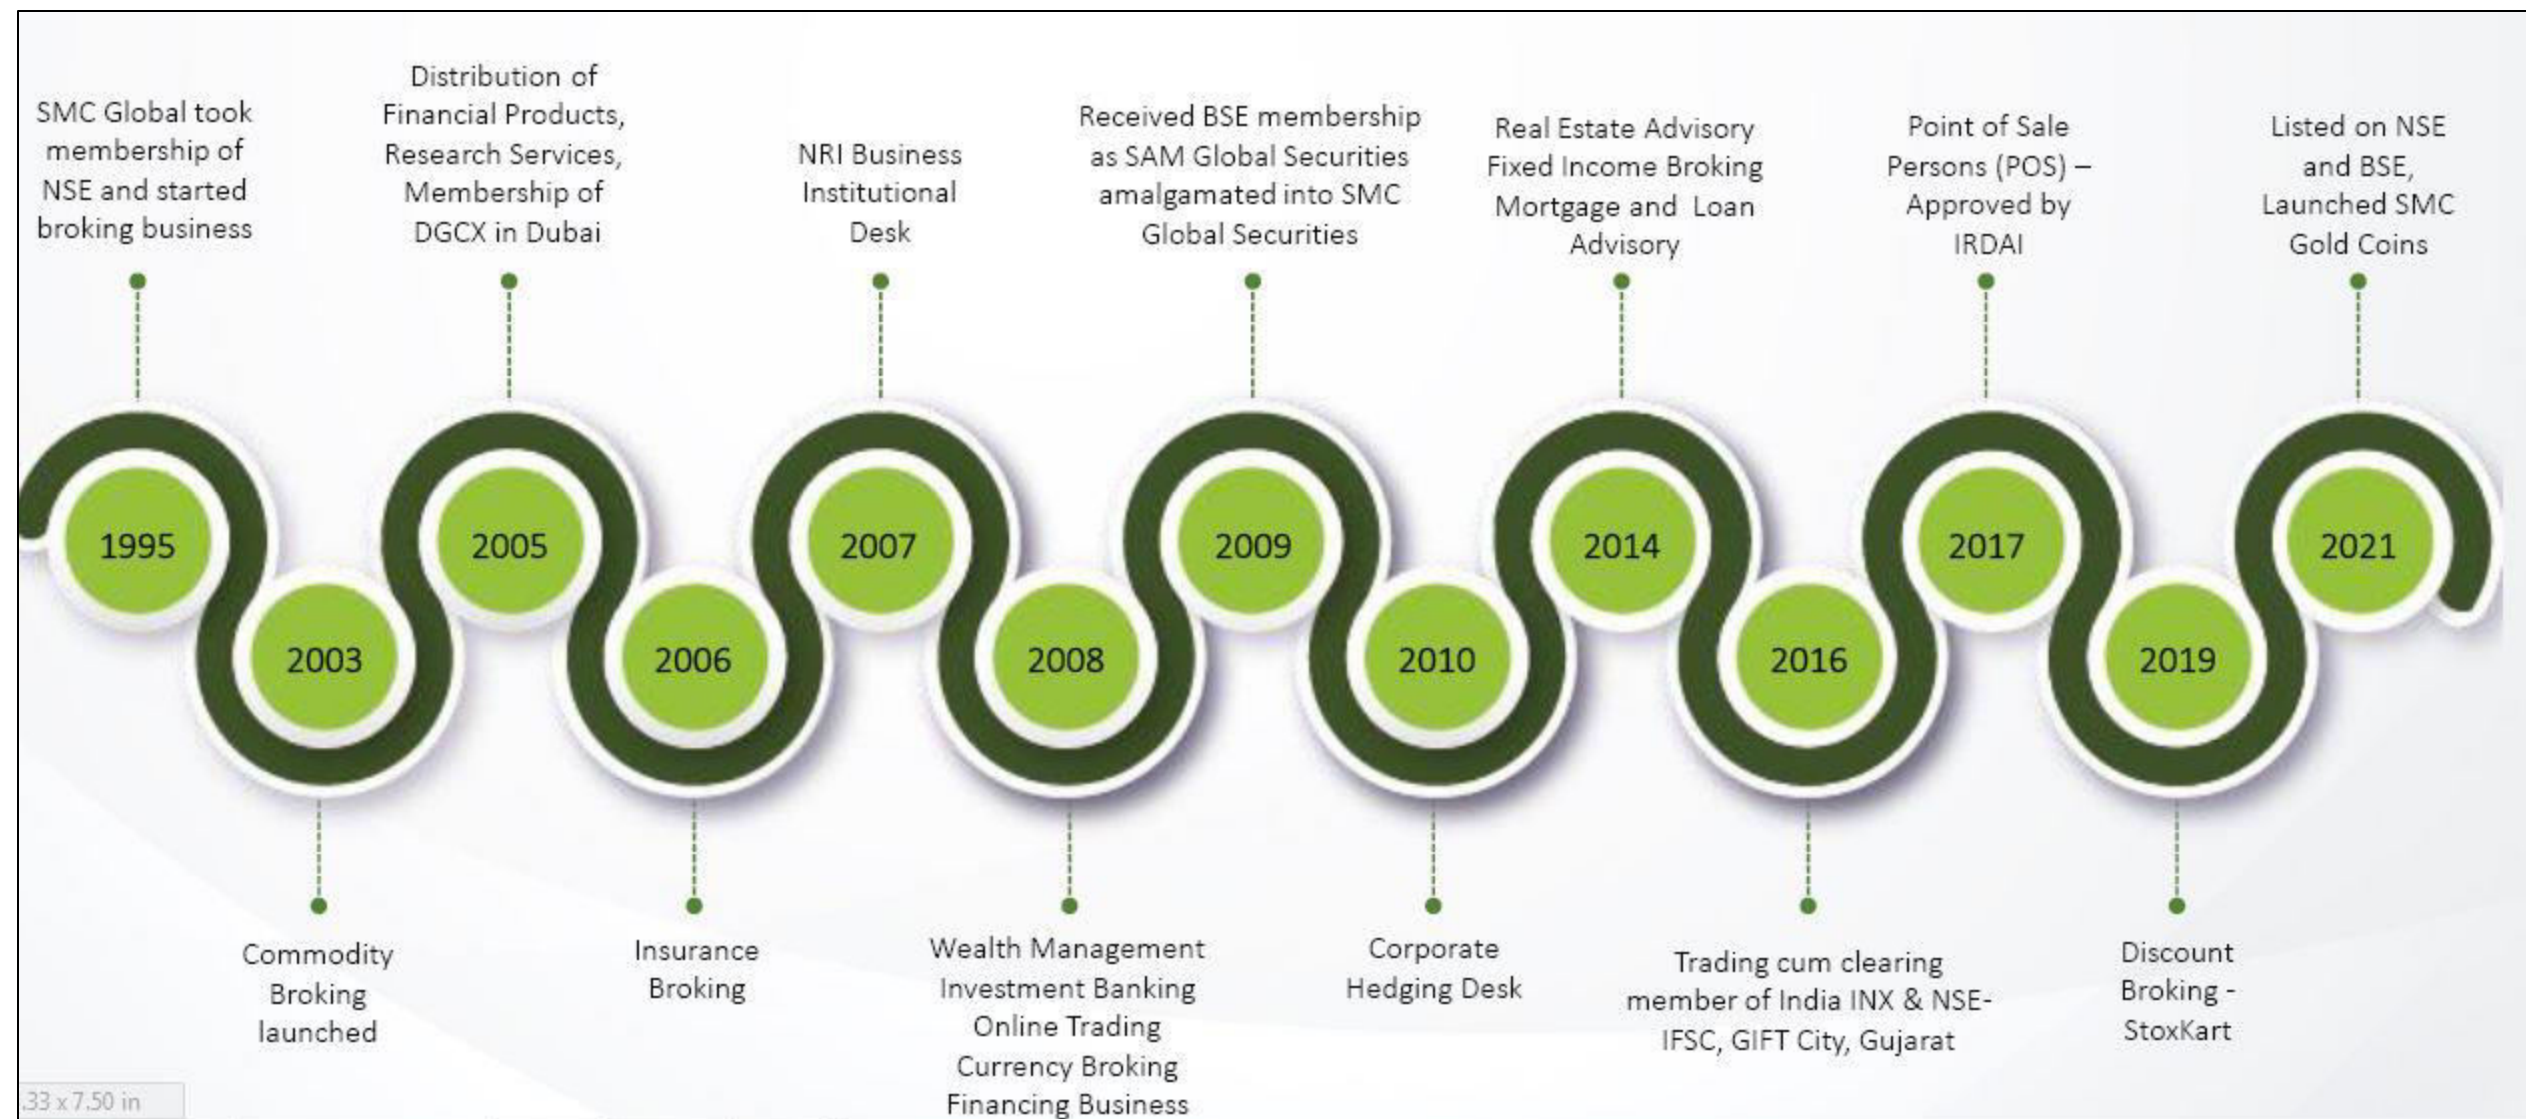 SMC Global took
membership of
NSE and started
broking business
Distribution of
Financial Products,
Research Services,
Membership of
DGCX in Dubai
NRI Business
Institutional
Desk
Received BSE membership
as SAM Global Securities
amalgamated into SMC
Global Securities
Real Estate Advisory
Fixed Income Broking
Mortgage and Loan
Advisory
Point of Sale
Persons (POS) –
Approved by
IRDAI
Listed on NSE
and BSE,
Launched SMC
Gold Coins
1995
2003
2005
2006
2007
2008
2009
2010
2014
2016
2017
2019
2021
Commodity
Broking
launched
Insurance
Broking
Wealth Management
Investment Banking
Online Trading
Currency Broking
Financing Business
Corporate
Hedging Desk
Trading cum clearing
member of India INX & NSE-
IFSC, GIFT City, Gujarat
Discount
Broking -
StoxKart
.33 x 7.50 in